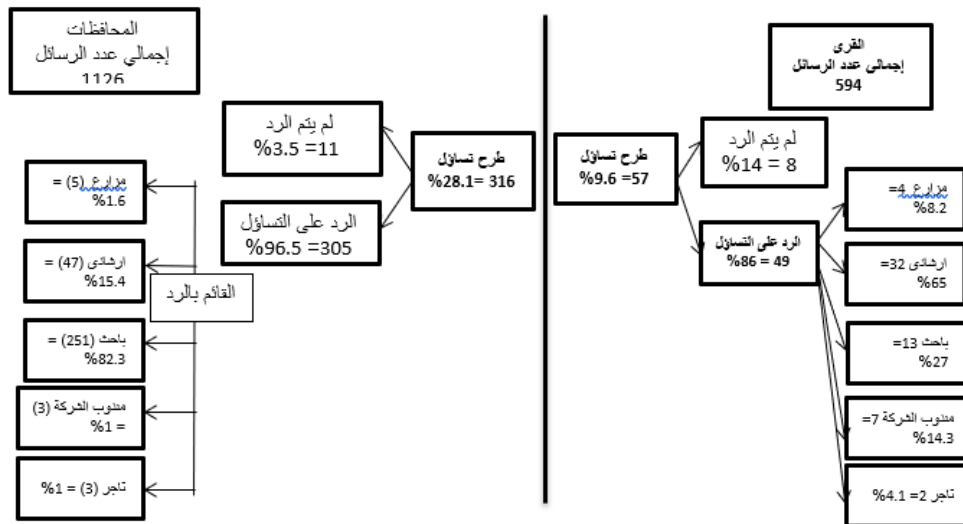 القرى
إجمالى عدد الرسائل
594
طرح تساؤل
57= 9.6%
لم يتم الرد
8 = 14%
الرد على التساؤل
49 = 86%
مزارع 4=
8.2%
ارشادى 32=
65%
باحث 13=
27%
مندوب الشركة 7=
14.3%
تاجر 2= 4.1%
المحافظات
إجمالي عدد الرسائل
1126
طرح تساؤل
316 =28.1%
لم يتم الرد
11= 3.5%
الرد على التساؤل
305= 96.5%
القائم بالرد
مزارع (5) =
1.6%
ارشادى (47) =
15.4%
باحث (251) =
82.3%
مندوب الشركة (3)
= 1%
تاجر (3) = 1%